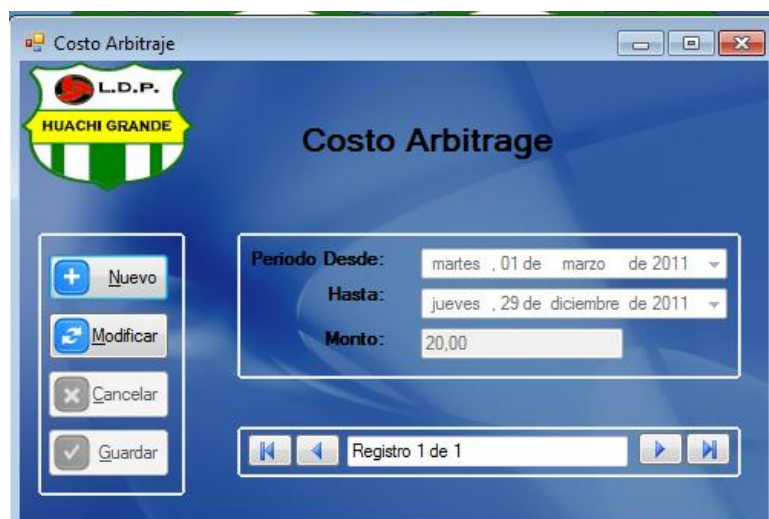 Costo Arbitraje
L.D.P.
HUACHI GRANDE
Costo Arbitrage
Nuevo
Modificar
Cancelar
Guardar
Periodo Desde: martes , 01 de marzo de 2011
Hasta: jueves , 29 de diciembre de 2011
Monto: 20,00
Registro 1 de 1